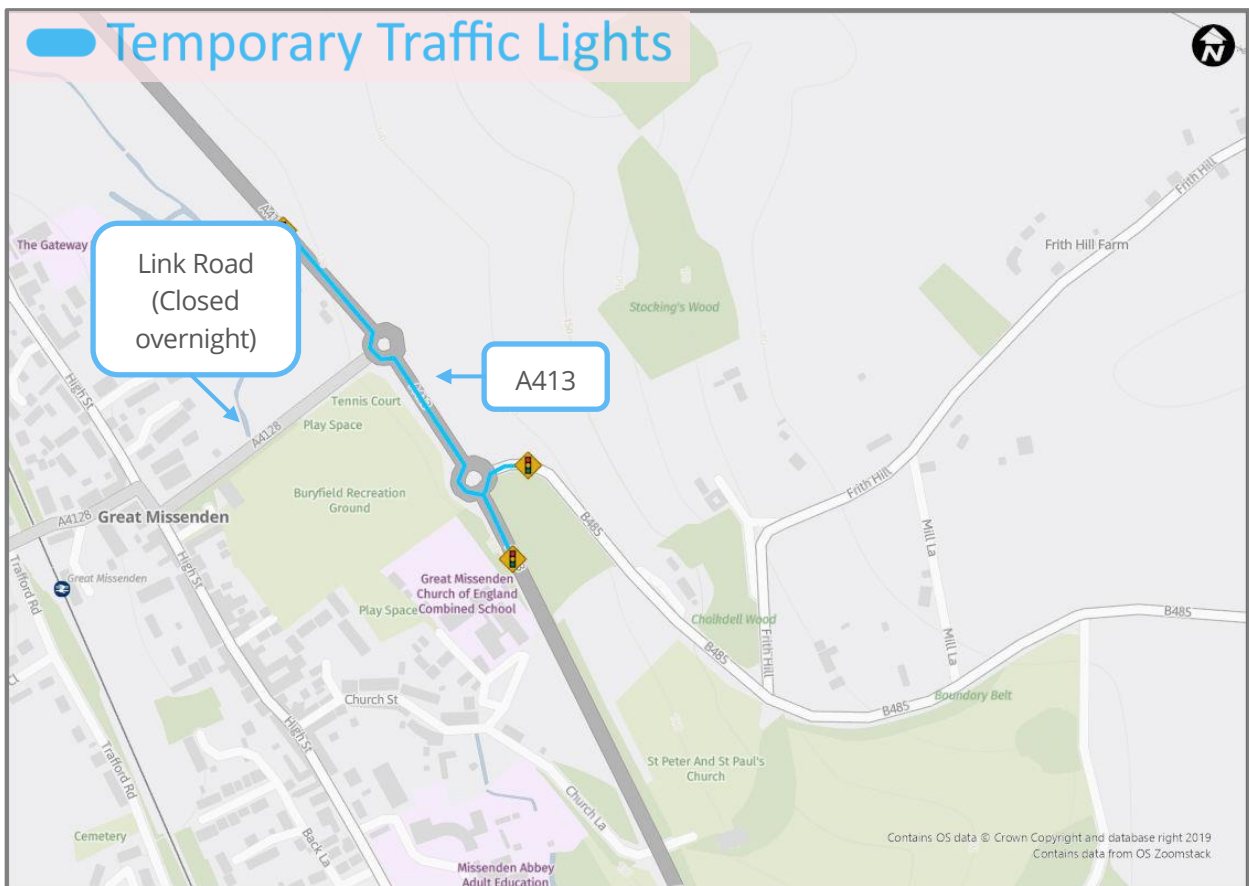 Temporary Traffic Lights
N
Frith Hill
The Gateway
Link Road
(Closed
overnight)
Frith Hill Farm
Stocking's Wood
150
A413
High St
Tennis Court
Play Space
A4128
Buryfield Recreation
Ground
Frith Hill
A4128
Great Missenden
B485
Mill La
Trafford Rd
Great Missenden
High St
Great Missenden
Church of England
Combined School
Play Space
Chalkdell Wood
B485
Frith Hill
Mill La
B485
Church St
Boundary Belt
B485
High St
Trafford Rd
St Peter And St Paul's
Church
Church La
Cemetery
Back La
Contains OS data © Crown Copyright and database right 2019
Contains data from OS Zoomstack
Missenden Abbey
Adult Education